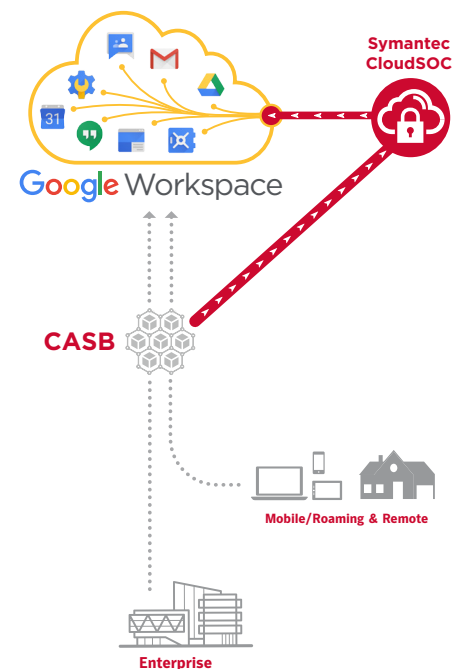 Symantec
CloudSOC
31
Google Workspace
CASB
Mobile/Roaming & Remote
Enterprise